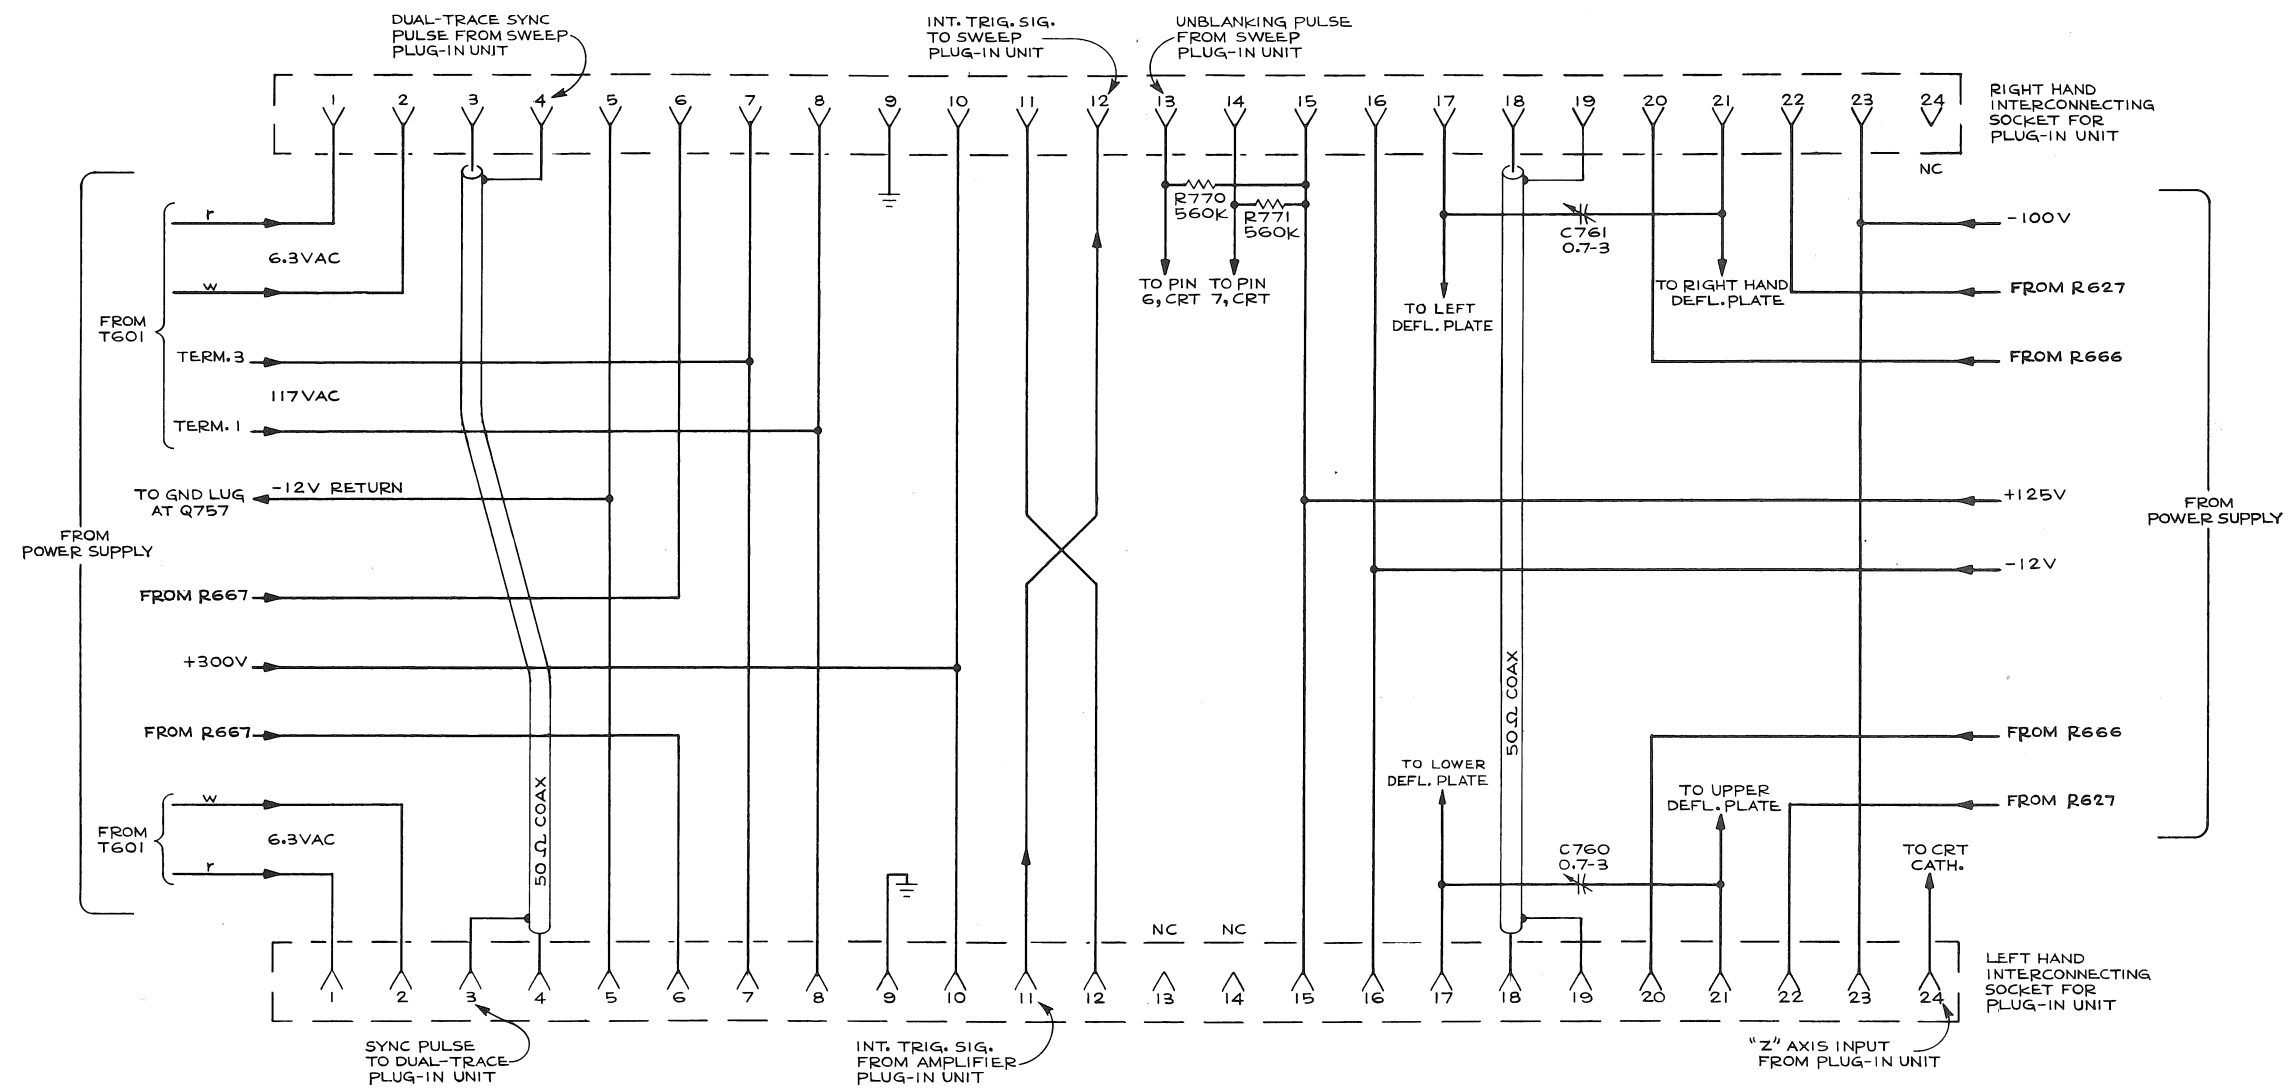 DUAL-TRACE SYNC
PULSE FROM SWEEP
PLUG-IN UNIT
INT. TRIG. SIG.
TO SWEEP
PLUG-IN UNIT
UNBLANKING PULSE
FROM SWEEP
PLUG-IN UNIT
1 2 3 4 5 6 7 8 9 10 11 12 13 14 15 16 17 18 19 20 21 22 23 24
RIGHT HAND
INTERCONNECTING
SOCKET FOR
PLUG-IN UNIT
NC
r
6.3VAC
w
FROM
T601
TERM. 3
117VAC
TERM. 1
TO GND LUG
AT Q757
-12V RETURN
FROM
POWER SUPPLY
FROM R667
+300V
FROM R667
w
FROM
T601
6.3VAC
r
50Ω COAX
R770
560K
R771
560K
TO PIN
6, CRT
TO PIN
7, CRT
C761
0.7-3
TO LEFT
DEFL. PLATE
TO RIGHT HAND
DEFL. PLATE
-100V
FROM R627
FROM R666
+125V
-12V
FROM
POWER SUPPLY
50Ω COAX
FROM R666
FROM R627
TO LOWER
DEFL. PLATE
TO UPPER
DEFL. PLATE
C760
0.7-3
TO CRT
CATH.
NC NC
1 2 3 4 5 6 7 8 9 10 11 12 13 14 15 16 17 18 19 20 21 22 23 24
LEFT HAND
INTERCONNECTING
SOCKET FOR
PLUG-IN UNIT
SYNC PULSE
TO DUAL-TRACE
PLUG-IN UNIT
INT. TRIG. SIG.
FROM AMPLIFIER
PLUG-IN UNIT
"Z" AXIS INPUT
FROM PLUG-IN UNIT